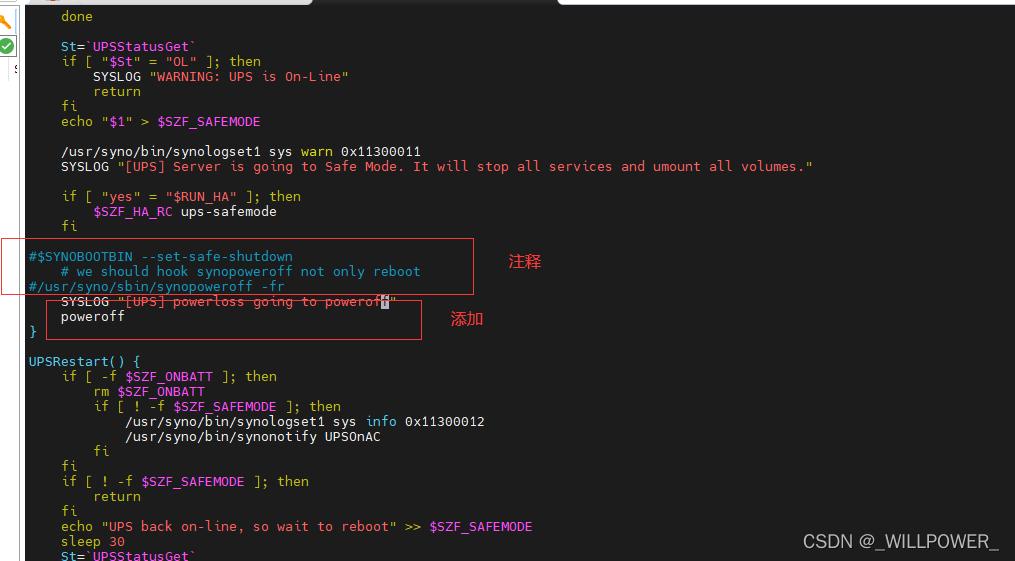 done
St=`UPSStatusGet`
if [ "$St" = "OL" ]; then
SYSLOG "WARNING: UPS is On-Line"
return
fi
echo "$1" > $SZF_SAFEMODE
/usr/syno/bin/synologset1 sys warn 0x11300011
SYSLOG "[UPS] Server is going to Safe Mode. It will stop all services and umount all volumes."
if [ "yes" = "$RUN_HA" ]; then
$SZF_HA_RC ups-safemode
fi
#$SYNOBOOTBIN --set-safe-shutdown
# we should hook synopoweroff not only reboot
#/usr/syno/sbin/synopoweroff -fr
注释
SYSLOG "[UPS] powerloss going to poweroff"
poweroff
添加
}
UPSRestart() {
if [ -f $SZF_ONBATT ]; then
rm $SZF_ONBATT
if [ ! -f $SZF_SAFEMODE ]; then
/usr/syno/bin/synologset1 sys info 0x11300012
/usr/syno/bin/synonotify UPSOnAC
fi
fi
if [ ! -f $SZF_SAFEMODE ]; then
return
fi
echo "UPS back on-line, so wait to reboot" >> $SZF_SAFEMODE
sleep 30
St=`UPSStatusGet`
CSDN @_WILLPOWER_